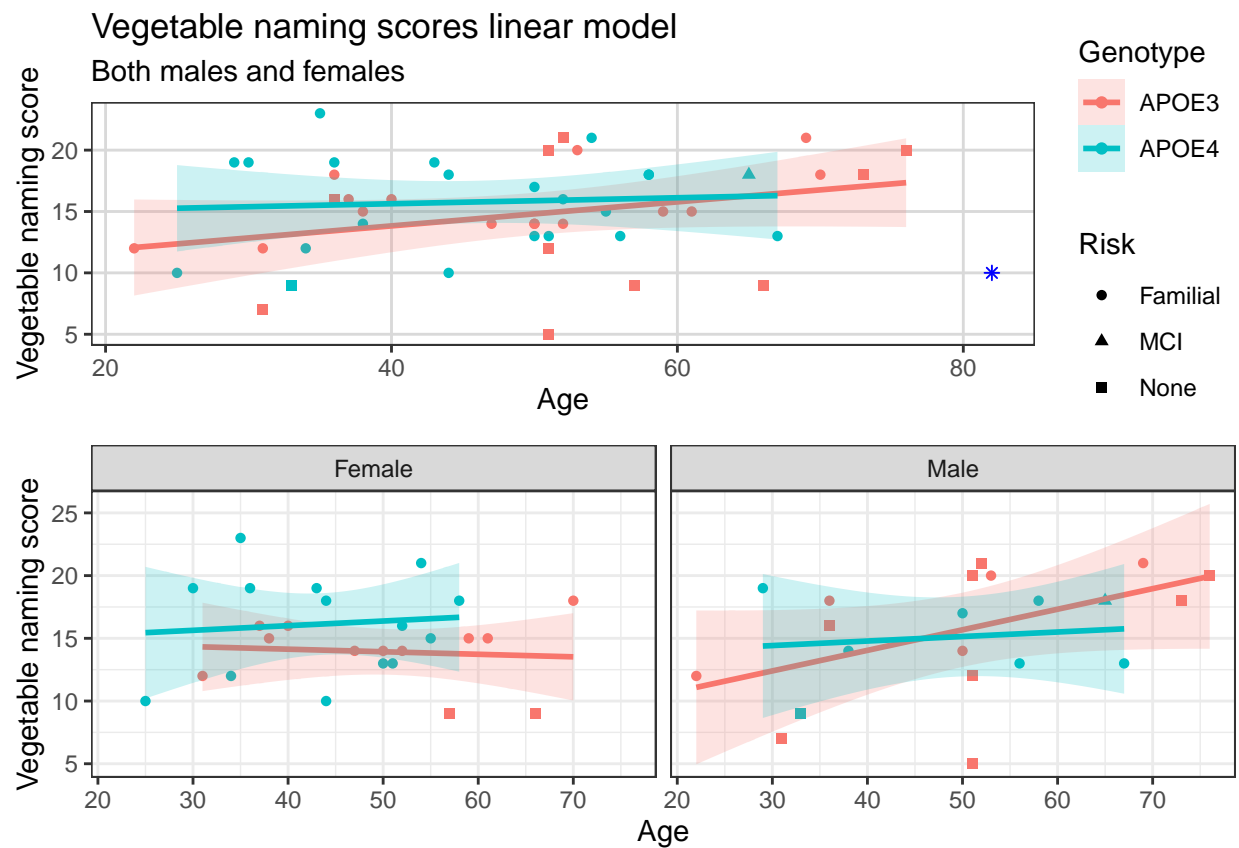 Vegetable naming scores linear model
Both males and females
Vegetable naming score
20
15
10
5
20 40 60 80
Age
Genotype
APOE3
APOE4
Risk
Familial
MCI
None
Female
Male
Vegetable naming score
25
20
15
10
5
20 30 40 50 60 70
20 30 40 50 60 70
Age